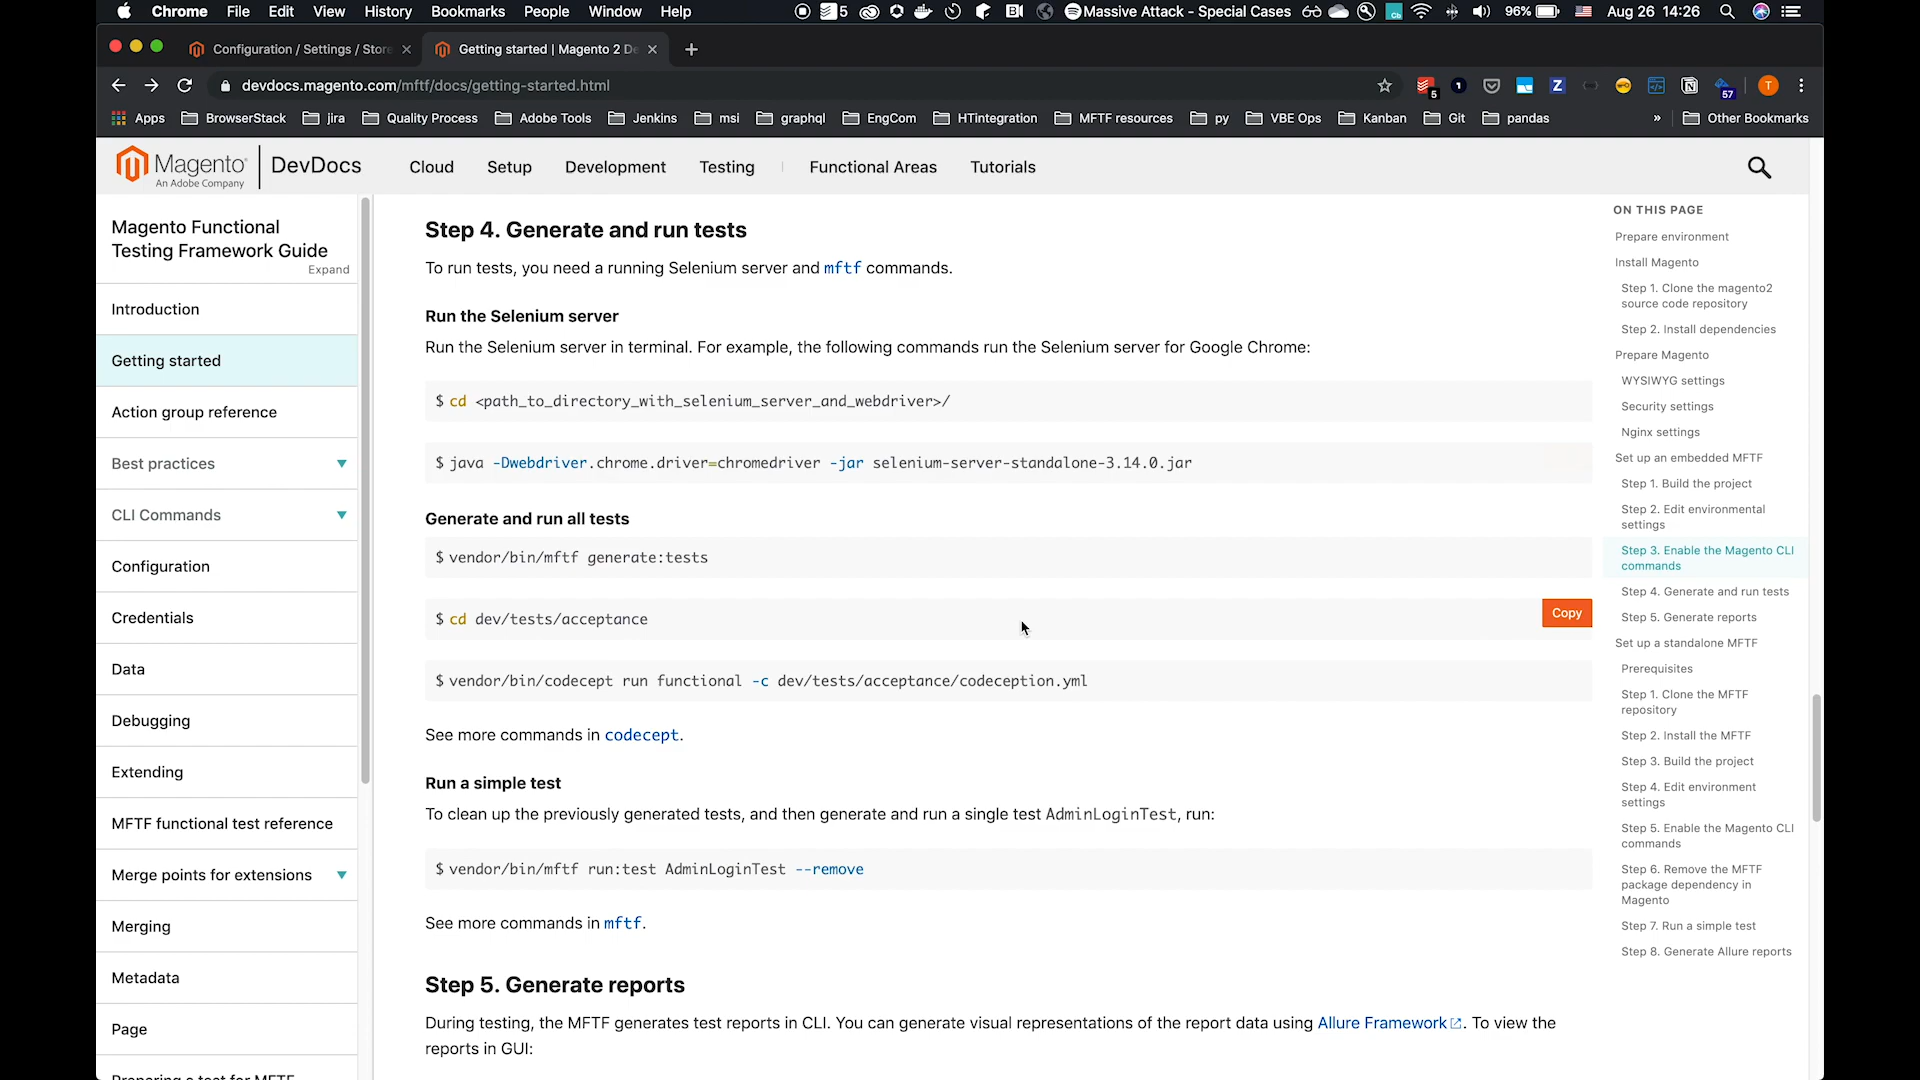 Chrome File Edit View History Bookmarks People Window Help 5 Massive Attack - Special Cases 96% Aug 26 14:26
Configuration / Settings / Store
Getting started | Magento 2 De
devdocs.magento.com/mftf/docs/getting-started.html
5 57 T
Apps BrowserStack jira Quality Process Adobe Tools Jenkins msi graphql EngCom HTintegration MFTF resources py VBE Ops Kanban Git pandas » Other Bookmarks
Magento DevDocs Cloud Setup Development Testing Functional Areas Tutorials
An Adobe Company
Magento Functional
Testing Framework Guide
Expand
Introduction
Getting started
Action group reference
Best practices
CLI Commands
Configuration
Credentials
Data
Debugging
Extending
MFTF functional test reference
Merge points for extensions
Merging
Metadata
Page
Preparing a test for MFTF
Step 4. Generate and run tests
To run tests, you need a running Selenium server and mftf commands.
Run the Selenium server
Run the Selenium server in terminal. For example, the following commands run the Selenium server for Google Chrome:
$ cd <path_to_directory_with_selenium_server_and_webdriver>/
$ java -Dwebdriver.chrome.driver=chromedriver -jar selenium-server-standalone-3.14.0.jar
Generate and run all tests
$ vendor/bin/mftf generate:tests
$ cd dev/tests/acceptance
Copy
$ vendor/bin/codecept run functional -c dev/tests/acceptance/codeception.yml
See more commands in codecept.
Run a simple test
To clean up the previously generated tests, and then generate and run a single test AdminLoginTest, run:
$ vendor/bin/mftf run:test AdminLoginTest --remove
See more commands in mftf.
Step 5. Generate reports
During testing, the MFTF generates test reports in CLI. You can generate visual representations of the report data using Allure Framework. To view the
reports in GUI:
ON THIS PAGE
Prepare environment
Install Magento
Step 1. Clone the magento2
source code repository
Step 2. Install dependencies
Prepare Magento
WYSIWYG settings
Security settings
Nginx settings
Set up an embedded MFTF
Step 1. Build the project
Step 2. Edit environmental
settings
Step 3. Enable the Magento CLI
commands
Step 4. Generate and run tests
Step 5. Generate reports
Set up a standalone MFTF
Prerequisites
Step 1. Clone the MFTF
repository
Step 2. Install the MFTF
Step 3. Build the project
Step 4. Edit environment
settings
Step 5. Enable the Magento CLI
commands
Step 6. Remove the MFTF
package dependency in
Magento
Step 7. Run a simple test
Step 8. Generate Allure reports